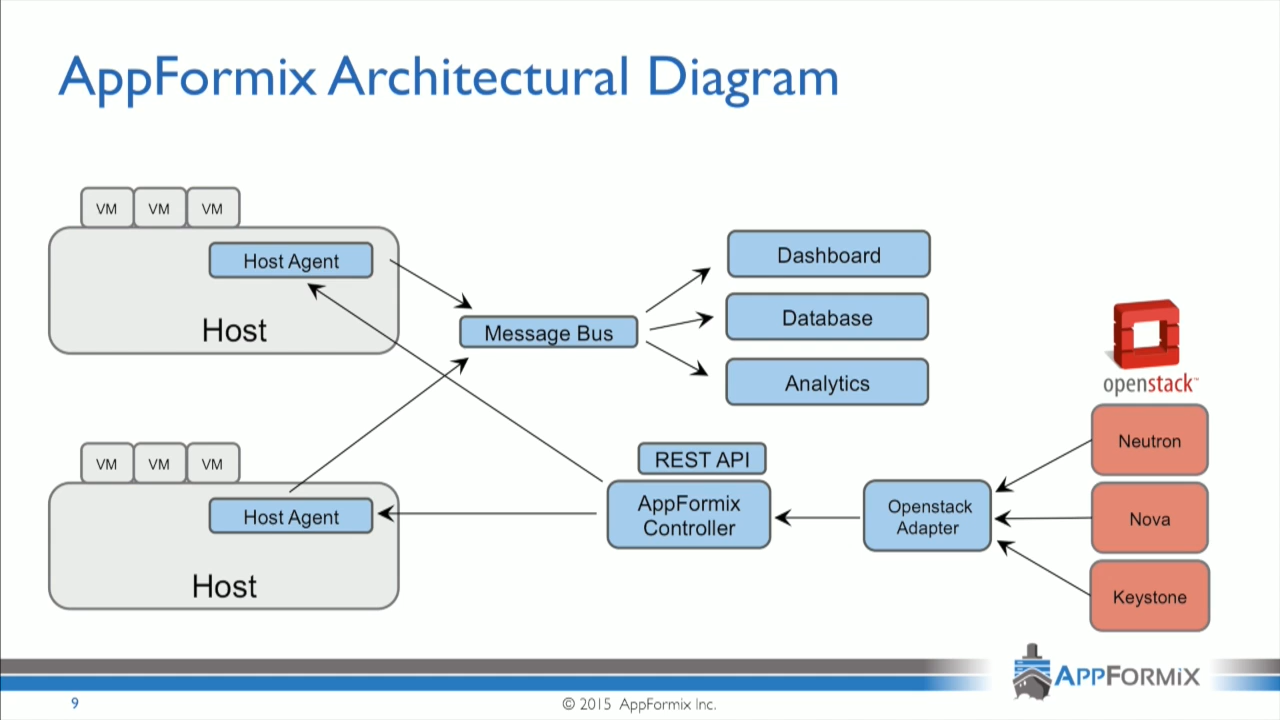 AppFormix Architectural Diagram
VM VM VM
Host Agent
Host
Message Bus
Dashboard
Database
Analytics
openstack™
Neutron
Nova
Keystone
VM VM VM
Host Agent
Host
REST API
AppFormix
Controller
Openstack
Adapter
APPFORMIX
9
© 2015 AppFormix Inc.